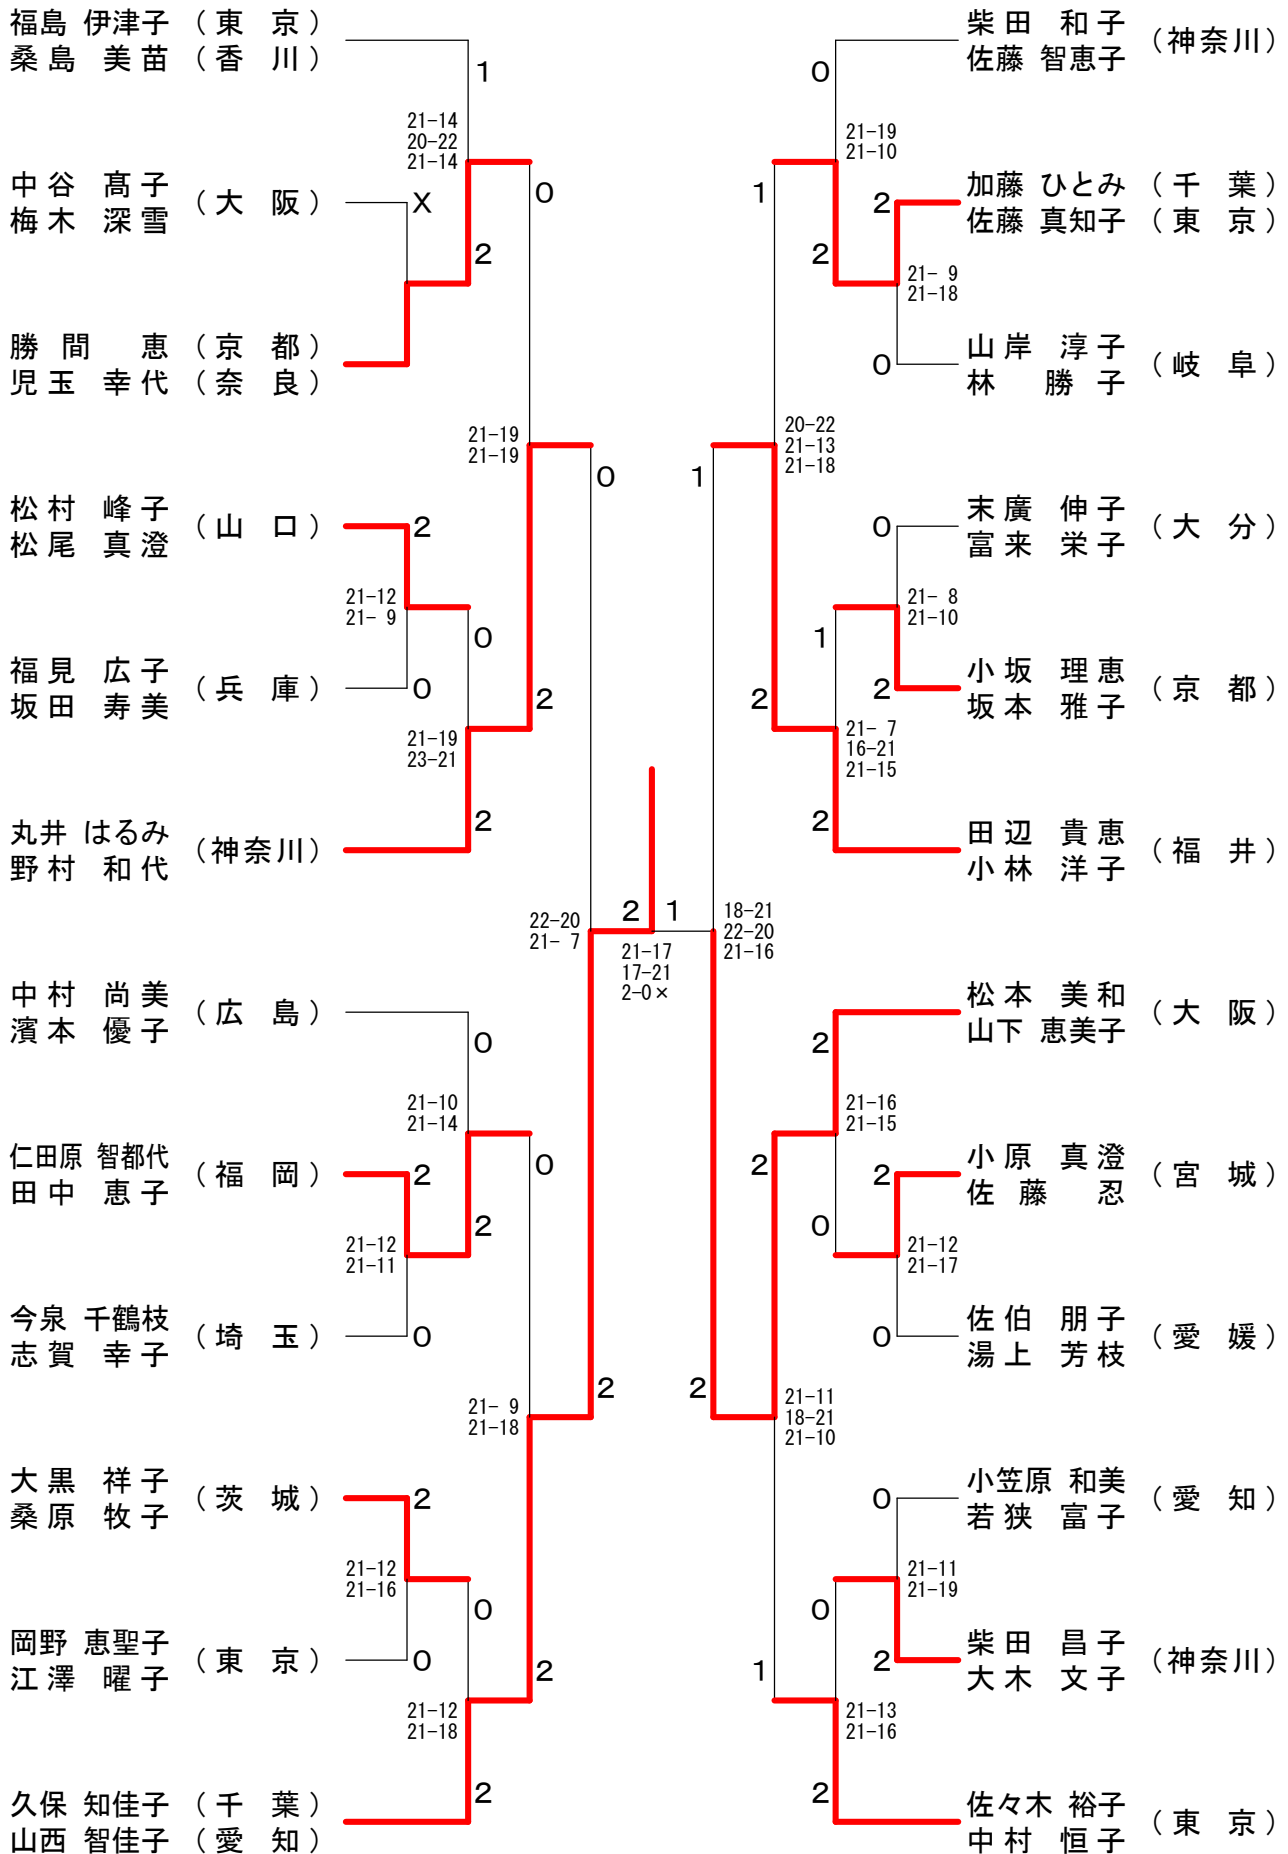 福島 伊津子 （東 京）
桑島 美苗 （香 川）
1
21-14
20-22
21-14
中谷 髙子
梅木 深雪
（大 阪）
X
0
2
勝間 恵 （京 都）
児玉 幸代 （奈 良）
21-19
21-19
0
松村 峰子
松尾 真澄
（山 口）
2
21-12
21- 9
0
福見 広子
坂田 寿美
（兵 庫）
0
2
21-19
23-21
丸井 はるみ
野村 和代
（神奈川）
2
22-20
21- 7
中村 尚美
濱本 優子
（広 島）
0
21-10
21-14
仁田原 智都代
田中 恵子
（福 岡）
2
0
2
21-12
21-11
今泉 千鶴枝
志賀 幸子
（埼 玉）
0
2
21- 9
21-18
大黒 祥子
桑原 牧子
（茨 城）
2
21-12
21-16
0
岡野 恵聖子
江澤 曜子
（東 京）
0
2
21-12
21-18
久保 知佳子 （千 葉）
山西 智佳子 （愛 知）
2
2 1
21-17
17-21
2-0×
柴田 和子
佐藤 智恵子
（神奈川）
0
21-19
21-10
1
加藤 ひとみ （千 葉）
佐藤 真知子 （東 京）
2
2
21- 9
21-18
山岸 淳子
林 勝子
（岐 阜）
0
20-22
21-13
21-18
1
末廣 伸子
富来 栄子
（大 分）
0
21- 8
21-10
1
小坂 理恵
坂本 雅子
（京 都）
2
2
21- 7
16-21
21-15
田辺 貴恵
小林 洋子
（福 井）
2
18-21
22-20
21-16
松本 美和
山下 恵美子
（大 阪）
2
21-16
21-15
2
小原 真澄
佐藤 忍
（宮 城）
2
0
21-12
21-17
佐伯 朋子
湯上 芳枝
（愛 媛）
0
2
21-11
18-21
21-10
小笠原 和美
若狭 富子
（愛 知）
0
21-11
21-19
0
柴田 昌子
大木 文子
（神奈川）
2
1
21-13
21-16
佐々木 裕子
中村 恒子
（東 京）
2